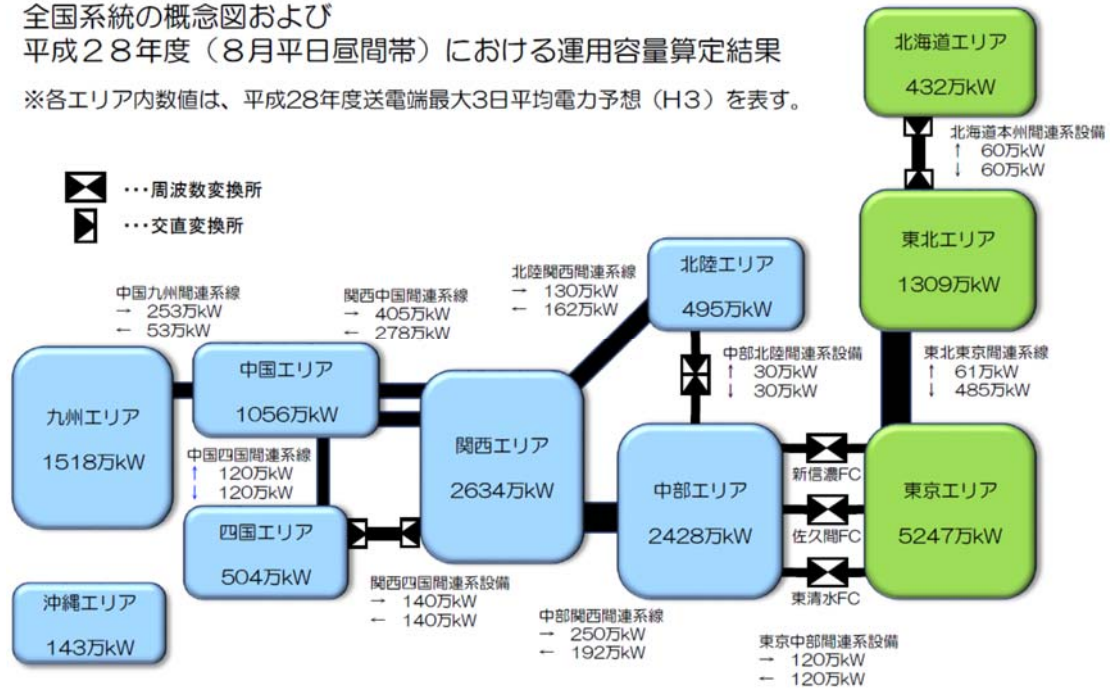 全国系統の概念図および
平成28年度（8月平日昼間帯）における運用容量算定結果
※各エリア内数値は、平成28年度送電端最大3日平均電力予想（H3）を表す。
…周波数変換所
…交直変換所
北海道エリア
432万kW
北海道本州間連系設備
↑ 60万kW
↓ 60万kW
東北エリア
1309万kW
東北東京間連系線
↑ 61万kW
↓ 485万kW
北陸エリア
495万kW
北陸関西間連系線
→ 130万kW
← 162万kW
中部北陸間連系設備
↑ 30万kW
↓ 30万kW
中国九州間連系線
→ 253万kW
← 53万kW
関西中国間連系線
→ 405万kW
← 278万kW
九州エリア
1518万kW
中国エリア
1056万kW
中国四国間連系線
↑ 120万kW
↓ 120万kW
四国エリア
504万kW
関西エリア
2634万kW
関西四国間連系設備
→ 140万kW
← 140万kW
中部エリア
2428万kW
中部関西間連系線
→ 250万kW
← 192万kW
新信濃FC
佐久間FC
東清水FC
東京エリア
5247万kW
東京中部間連系設備
→ 120万kW
← 120万kW
沖縄エリア
143万kW